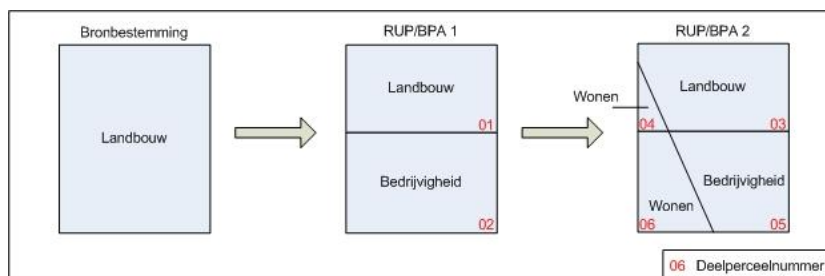 Bronbestemming
Landbouw
RUP/BPA 1
Landbouw
01
Bedrijvigheid
02
RUP/BPA 2
Wonen
Landbouw
04
03
Bedrijvigheid
Wonen
06
05
06 Deelperceelnummer